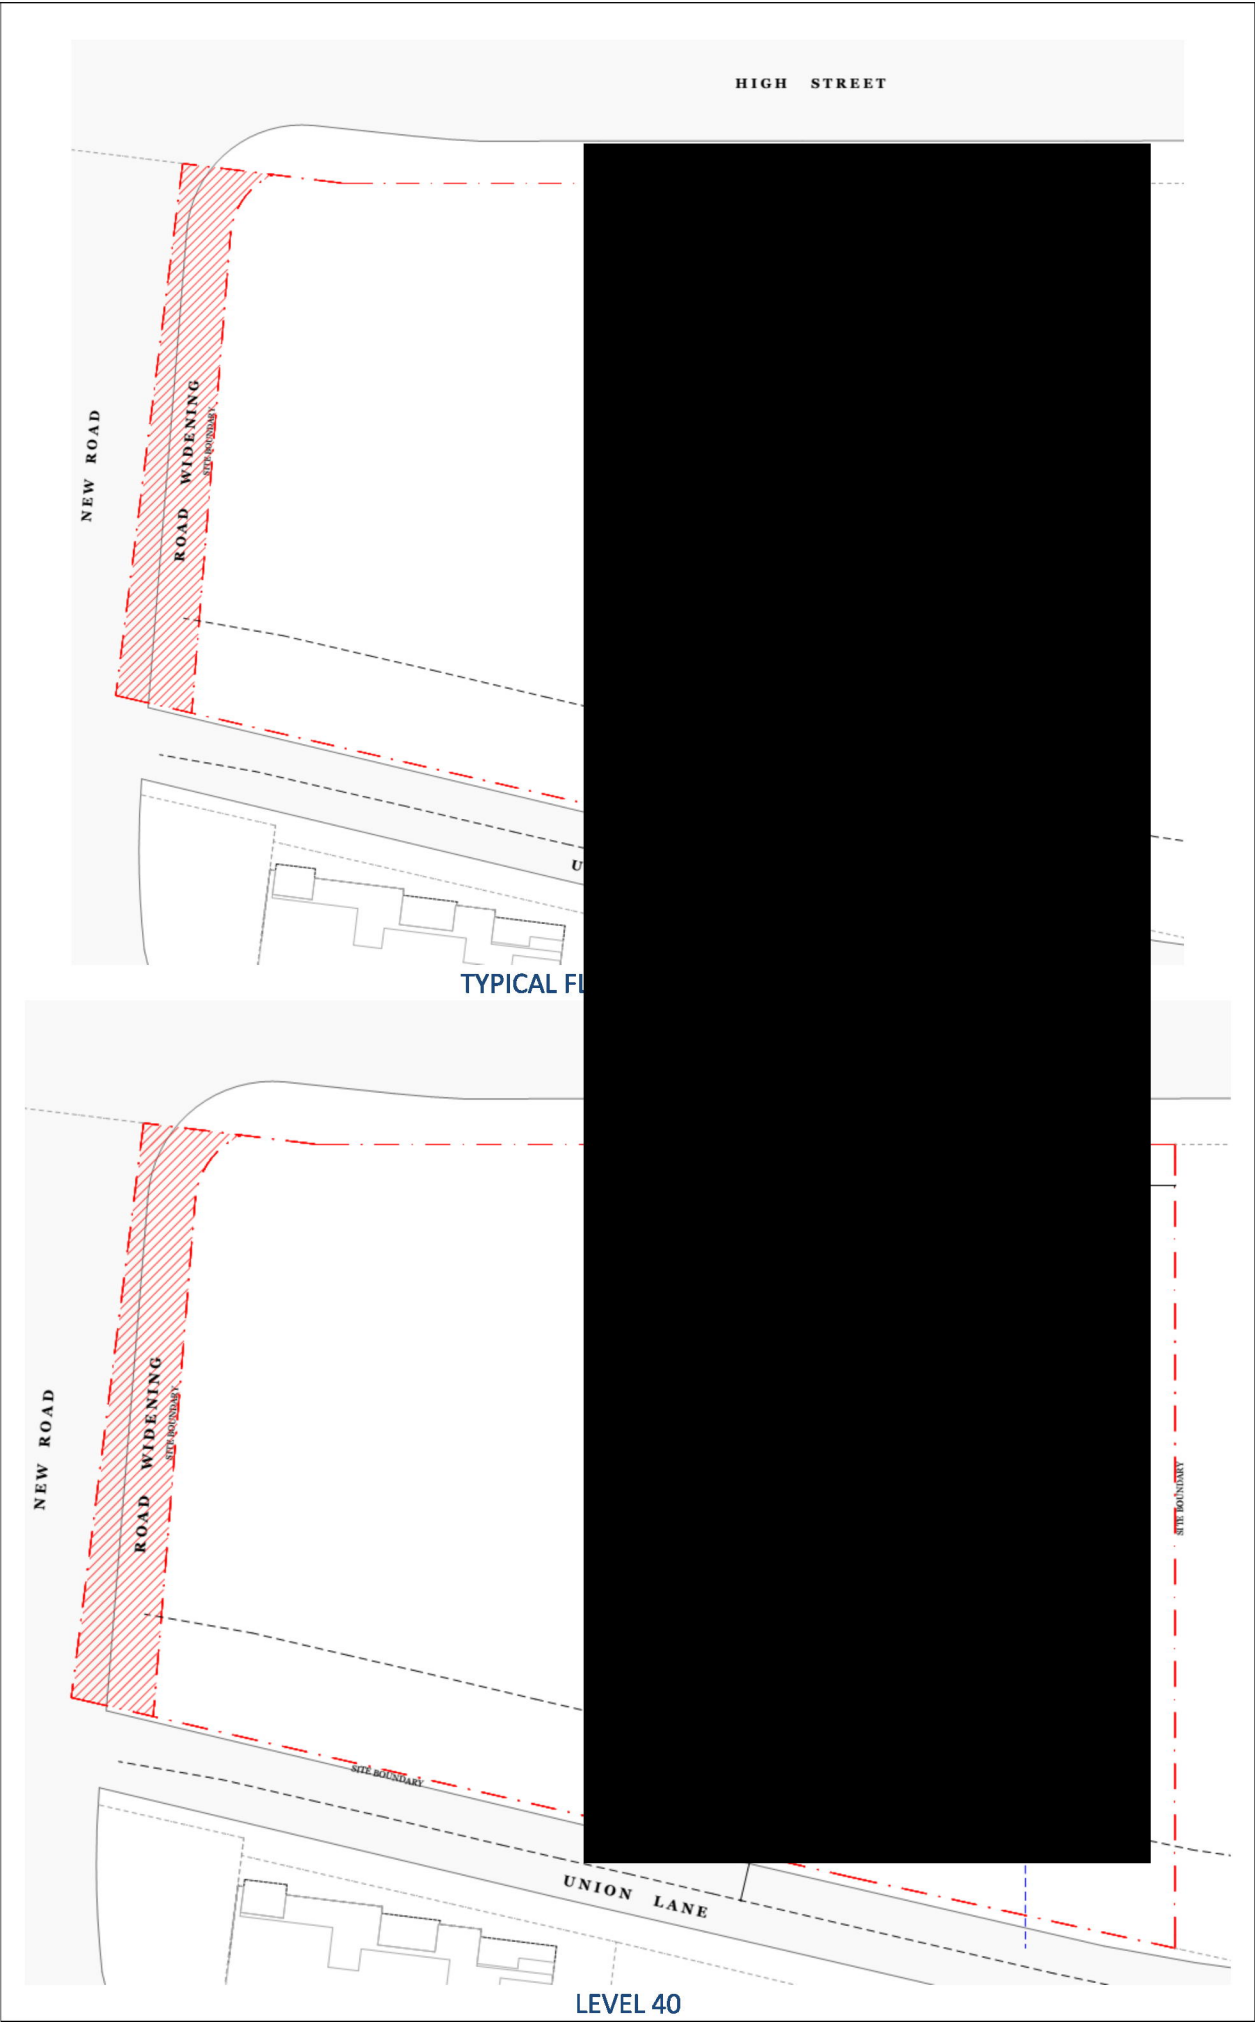 HIGH STREET
NEW ROAD
ROAD WIDENING
SITE BOUNDARY
U
TYPICAL FL
NEW ROAD
ROAD WIDENING
SITE BOUNDARY
SITE BOUNDARY
SITE BOUNDARY
UNION LANE
LEVEL 40